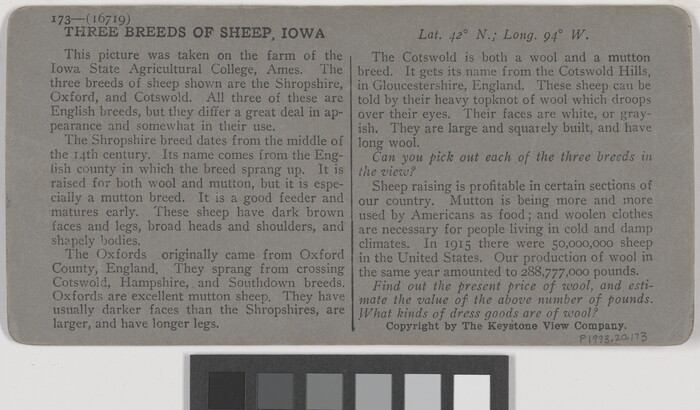 173—(16719)
THREE BREEDS OF SHEEP, IOWA
This picture was taken on the farm of the
Iowa State Agricultural College, Ames. The
three breeds of sheep shown are the Shropshire,
Oxford, and Cotswold. All three of these are
English breeds, but they differ a great deal in ap-
pearance and somewhat in their use.
The Shropshire breed dates from the middle of
the 14th century. Its name comes from the Eng-
lish county in which the breed sprang up. It is
raised for both wool and mutton, but it is espe-
cially a mutton breed. It is a good feeder and
matures early. These sheep have dark brown
faces and legs, broad heads and shoulders, and
shapely bodies.
The Oxfords originally came from Oxford
County, England. They sprang from crossing
Cotswold, Hampshire, and Southdown breeds.
Oxfords are excellent mutton sheep. They have
usually darker faces than the Shropshires, are
larger, and have longer legs.
Lat. 42° N.; Long. 94° W.
The Cotswold is both a wool and a mutton
breed. It gets its name from the Cotswold Hills,
in Gloucestershire, England. These sheep can be
told by their heavy topknot of wool which droops
over their eyes. Their faces are white, or gray-
ish. They are large and squarely built, and have
long wool.
Can you pick out each of the three breeds in
the view?
Sheep raising is profitable in certain sections of
our country. Mutton is being more and more
used by Americans as food; and woolen clothes
are necessary for people living in cold and damp
climates. In 1915 there were 50,000,000 sheep
in the United States. Our production of wool in
the same year amounted to 288,777,000 pounds.
Find out the present price of wool, and esti-
mate the value of the above number of pounds.
What kinds of dress goods are of wool?
Copyright by The Keystone View Company.
P1993.20.173